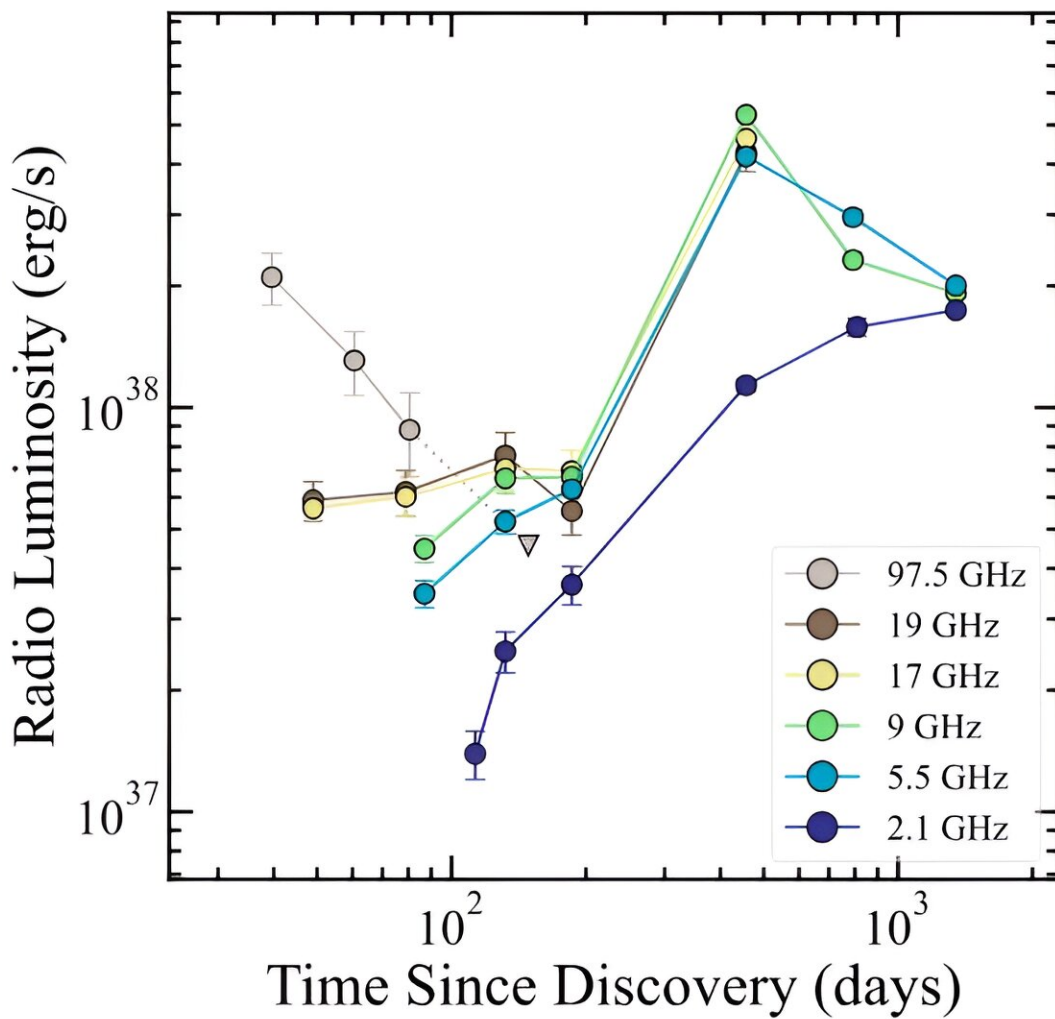 Radio Luminosity (erg/s)
10^38
10^37
97.5 GHz
19 GHz
17 GHz
9 GHz
5.5 GHz
2.1 GHz
10^2
10^3
Time Since Discovery (days)